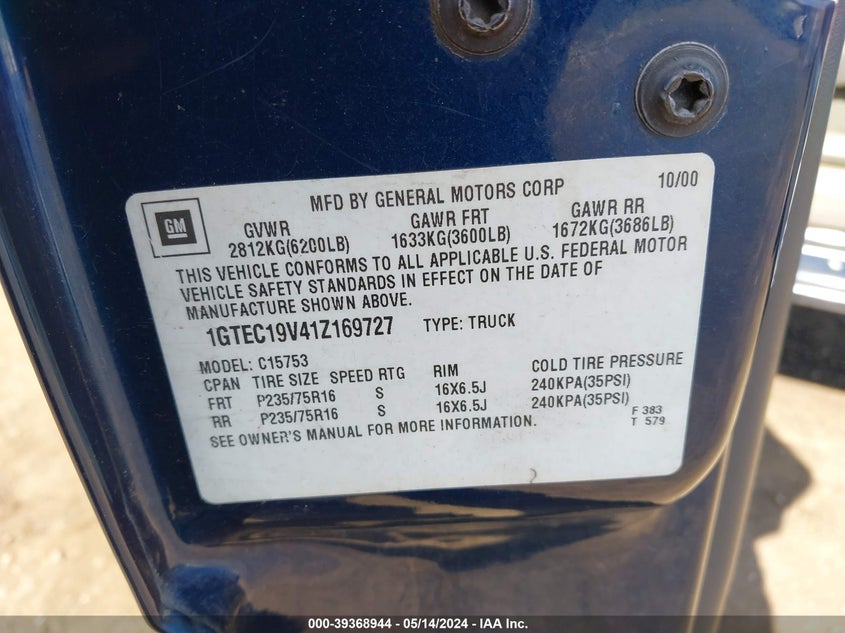 MFD BY GENERAL MOTORS CORP 10/00
GM
GVWR GAWR FRT GAWR RR
2812KG(6200LB) 1633KG(3600LB) 1672KG(3686LB)
THIS VEHICLE CONFORMS TO ALL APPLICABLE U.S. FEDERAL MOTOR
VEHICLE SAFETY STANDARDS IN EFFECT ON THE DATE OF
MANUFACTURE SHOWN ABOVE.
1GTEC19V41Z169727 TYPE: TRUCK
MODEL: C15753
CPAN TIRE SIZE SPEED RTG RIM COLD TIRE PRESSURE
FRT P235/75R16 S 16X6.5J 240KPA(35PSI)
RR P235/75R16 S 16X6.5J 240KPA(35PSI)
SEE OWNER'S MANUAL FOR MORE INFORMATION.
F 383
T 579
000-39368944 / 05/14/2024 - IAA Inc.